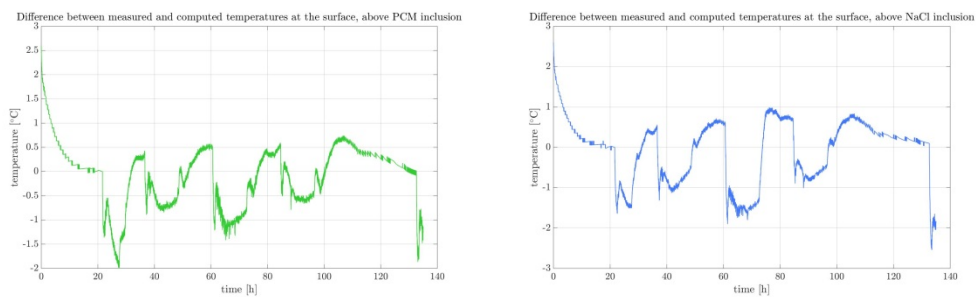 Difference between measured and computed temperatures at the surface, above PCM inclusion
3
2.5
2
1.5
1
0.5
0
-0.5
-1
-1.5
-2
temperature [°C]
0 20 40 60 80 100 120 140
time [h]
Difference between measured and computed temperatures at the surface, above NaCl inclusion
3
2
1
0
-1
-2
-3
temperature [°C]
0 20 40 60 80 100 120 140
time [h]